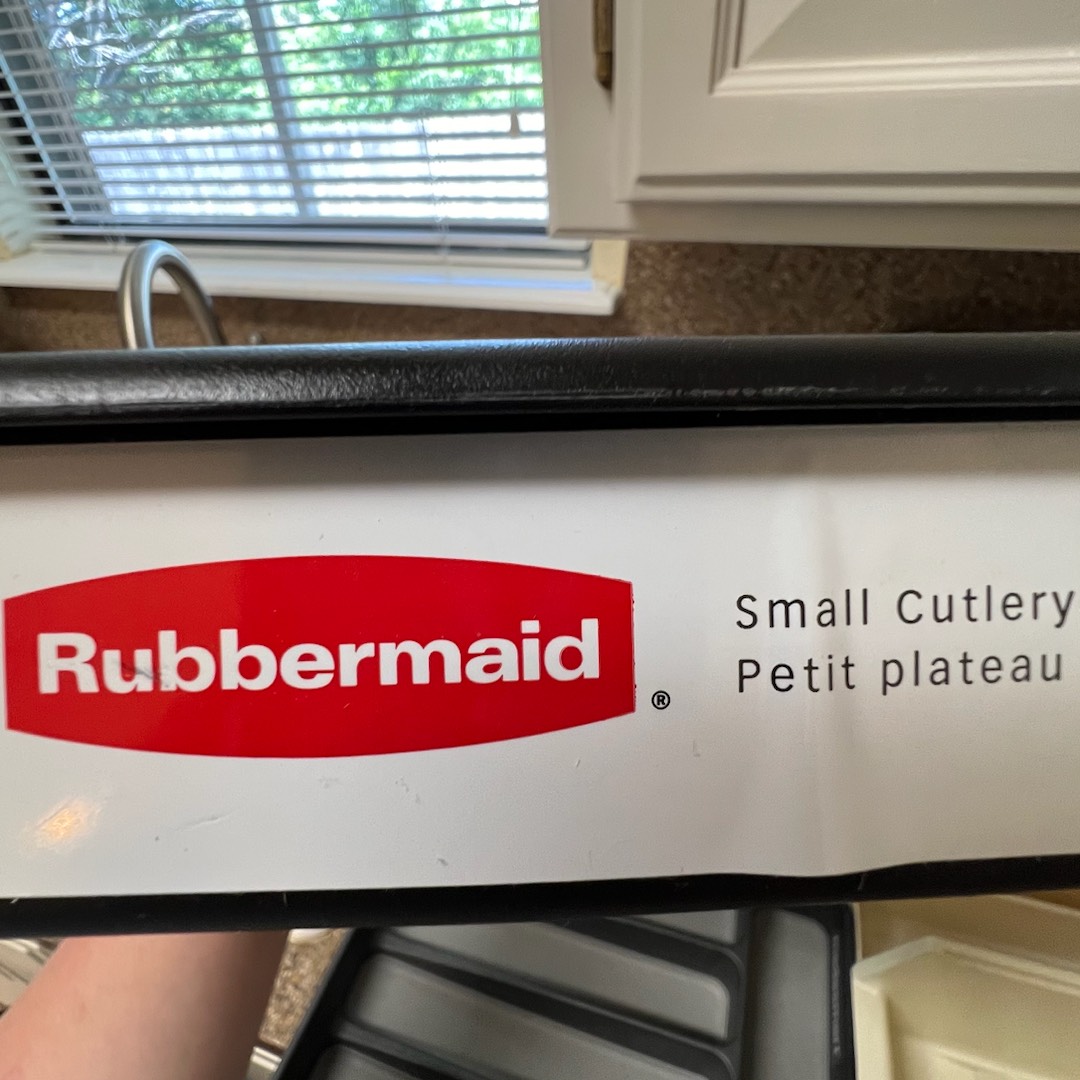 Rubbermaid®
Small Cutlery
Petit plateau